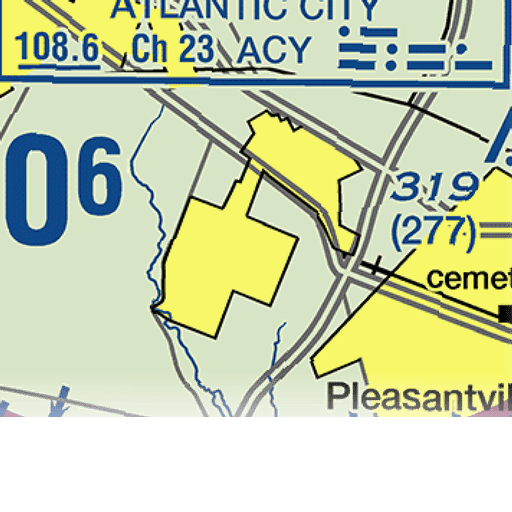 ATLANTIC CITY
108.6 Ch 23 ACY
06
319
(277)
cemet
Pleasantvil